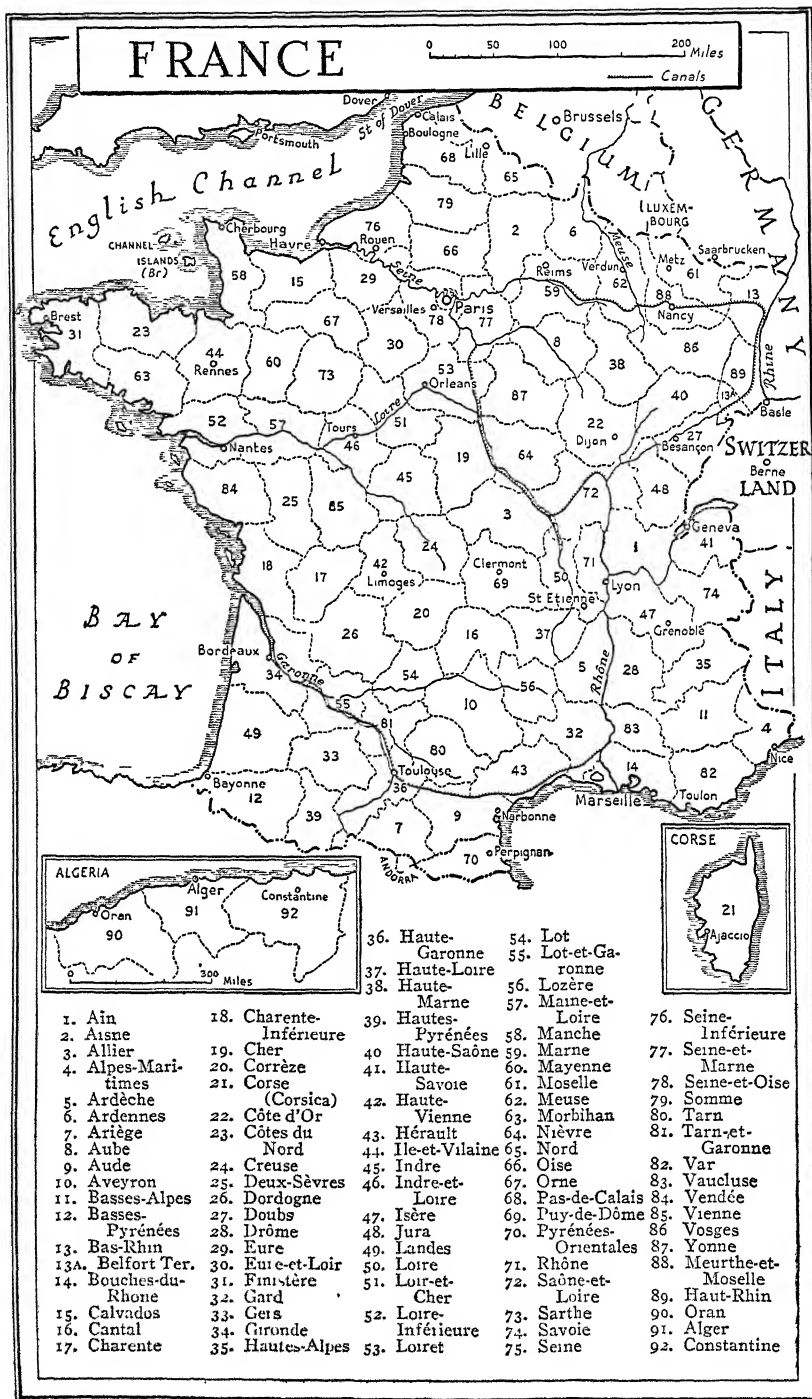 FRANCE
0 50 100 200 Miles
Canals
Dover
St of Dover
Calais
Boulogne
BELGIUM
Brussels
GERMANY
Portsmouth
English Channel
68
Lille
65
79
LUXEM-
BOURG
Cherbourg
Havre
76
Rouen
66
2
6
Meuse
CHANNEL
ISLANDS
(Br)
58
15
29
Seine
Reims
59
Verdun
62
Metz
61
Saarbrucken
13
Paris
Versailles
78
77
88
Nancy
Brest
31
23
63
44
Rennes
60
67
73
30
53
Orleans
8
38
86
89
13A
Rhine
Basle
52
57
Nantes
Tours
46
Loire
51
87
22
Dijon
40
27
Besançon
SWITZER
LAND
Berne
84
25
85
45
19
64
72
48
3
Geneva
41
18
17
42
Limoges
24
Clermont
69
50
71
1
Lyon
St Etienne
74
BAY
OF
BISCAY
26
20
16
37
47
Grenoble
ITALY
Bordeaux
34
Garonne
54
56
5
Rhône
28
35
49
55
10
11
4
Nice
33
81
80
32
83
14
82
Bayonne
12
Toulouse
36
43
Marseille
Toulon
39
7
9
Narbonne
70
Perpignan
ANDORRA
ALGERIA
Oran
90
Alger
91
Constantine
92
0 300
Miles
CORSE
21
Ajaccio
1. Ain
2. Aisne
3. Allier
4. Alpes-Mari-
times
5. Ardèche
6. Ardennes
7. Ariège
8. Aube
9. Aude
10. Aveyron
11. Basses-Alpes
12. Basses-
Pyrénées
13. Bas-Rhin
13A. Belfort Ter.
14. Bouches-du-
Rhone
15. Calvados
16. Cantal
17. Charente
18. Charente-
Inférieure
19. Cher
20. Corrèze
21. Corse
(Corsica)
22. Côte d'Or
23. Côtes du
Nord
24. Creuse
25. Deux-Sèvres
26. Dordogne
27. Doubs
28. Drôme
29. Eure
30. Eure-et-Loir
31. Finistère
32. Gard
33. Gers
34. Gironde
35. Hautes-Alpes
36. Haute-
Garonne
37. Haute-Loire
38. Haute-
Marne
39. Hautes-
Pyrénées
40 Haute-Saône
41. Haute-
Savoie
42. Haute-
Vienne
43. Hérault
44. Ile-et-Vilaine
45. Indre
46. Indre-et-
Loire
47. Isère
48. Jura
49. Landes
50. Loire
51. Loir-et-
Cher
52. Loire-
Inférieure
53. Loiret
54. Lot
55. Lot-et-Ga-
ronne
56. Lozère
57. Maine-et-
Loire
58. Manche
59. Marne
60. Mayenne
61. Moselle
62. Meuse
63. Morbihan
64. Nièvre
65. Nord
66. Oise
67. Orne
68. Pas-de-Calais
69. Puy-de-Dôme
70. Pyrénées-
Orientales
71. Rhône
72. Saône-et-
Loire
73. Sarthe
74. Savoie
75. Seine
76. Seine-
Inférieure
77. Seine-et-
Marne
78. Seine-et-Oise
79. Somme
80. Tarn
81. Tarn-et-
Garonne
82. Var
83. Vaucluse
84. Vendée
85. Vienne
86 Vosges
87. Yonne
88. Meurthe-et-
Moselle
89. Haut-Rhin
90. Oran
91. Alger
92. Constantine